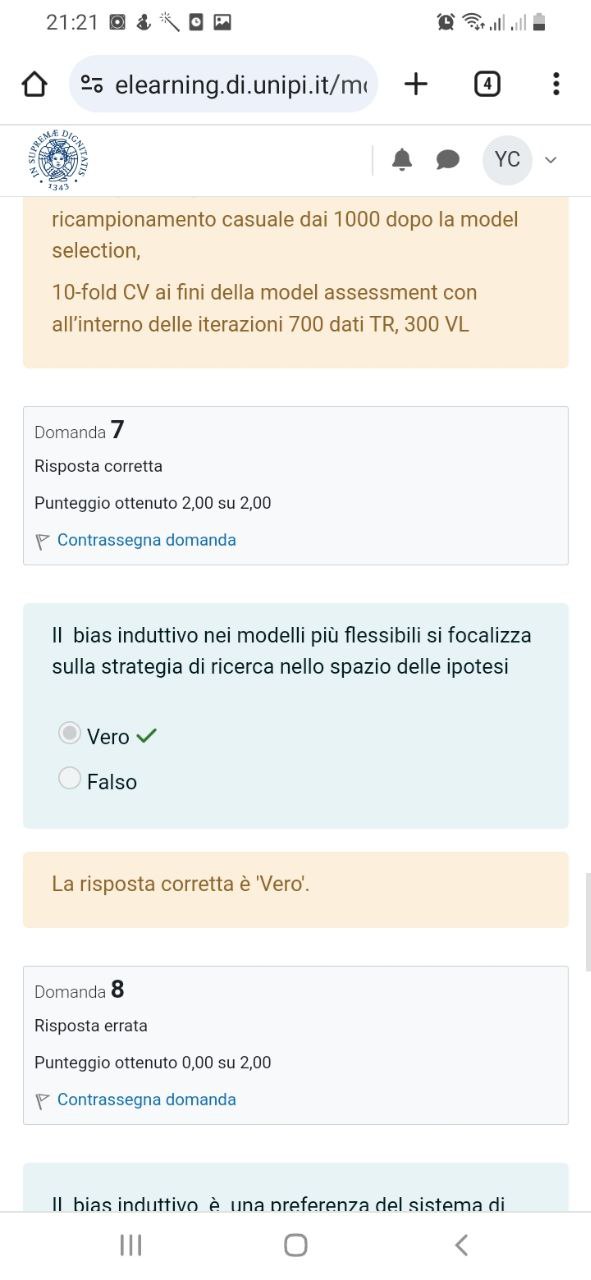 21:21
elearning.di.unipi.it/m
4
IN SUPREMÆ DIGNITATIS
1343
YC
ricampionamento casuale dai 1000 dopo la model
selection,
10-fold CV ai fini della model assessment con
all'interno delle iterazioni 700 dati TR, 300 VL
Domanda 7
Risposta corretta
Punteggio ottenuto 2,00 su 2,00
Contrassegna domanda
Il bias induttivo nei modelli più flessibili si focalizza
sulla strategia di ricerca nello spazio delle ipotesi
Vero
Falso
La risposta corretta è 'Vero'.
Domanda 8
Risposta errata
Punteggio ottenuto 0,00 su 2,00
Contrassegna domanda
Il bias induttivo è una preferenza del sistema di